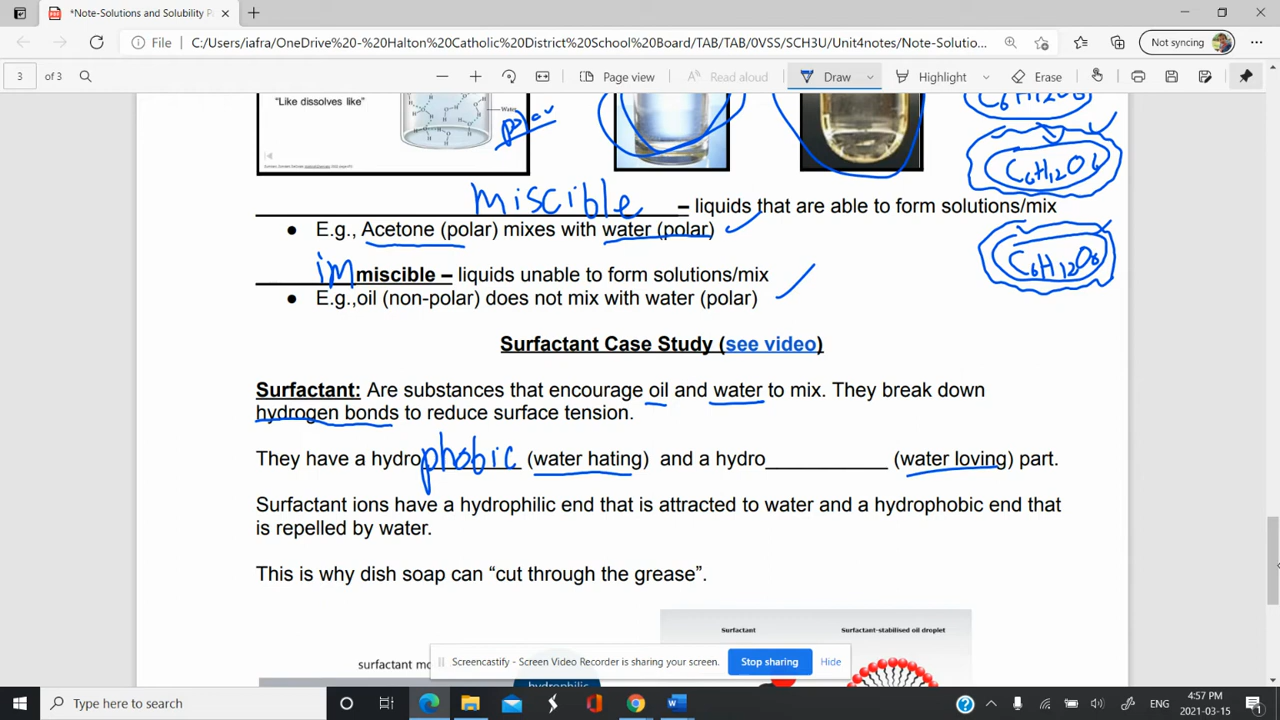 *Note-Solutions and Solubility P
File C:/Users/iafra/OneDrive%20-%20Halton%20Catholic%20District%20School%20Board/TAB/TAB/0VSS/SCH3U/Unit4notes/Note-Solutio... Not syncing
3 of 3 Page view Read aloud Draw Highlight Erase
"Like dissolves like"
Water
polar
C6H12O6
C6H12O6
miscible – liquids that are able to form solutions/mix
● E.g., Acetone (polar) mixes with water (polar)
C6H12O6
immiscible – liquids unable to form solutions/mix
● E.g.,oil (non-polar) does not mix with water (polar)
Surfactant Case Study (see video)
Surfactant: Are substances that encourage oil and water to mix. They break down
hydrogen bonds to reduce surface tension.
They have a hydrophobic (water hating) and a hydro__________ (water loving) part.
Surfactant ions have a hydrophilic end that is attracted to water and a hydrophobic end that
is repelled by water.
This is why dish soap can “cut through the grease”.
Surfactant Surfactant-stabilised oil droplet
surfactant mo
Screencastify - Screen Video Recorder is sharing your screen. Stop sharing Hide
hydrophilic
Type here to search
ENG
4:57 PM
2021-03-15